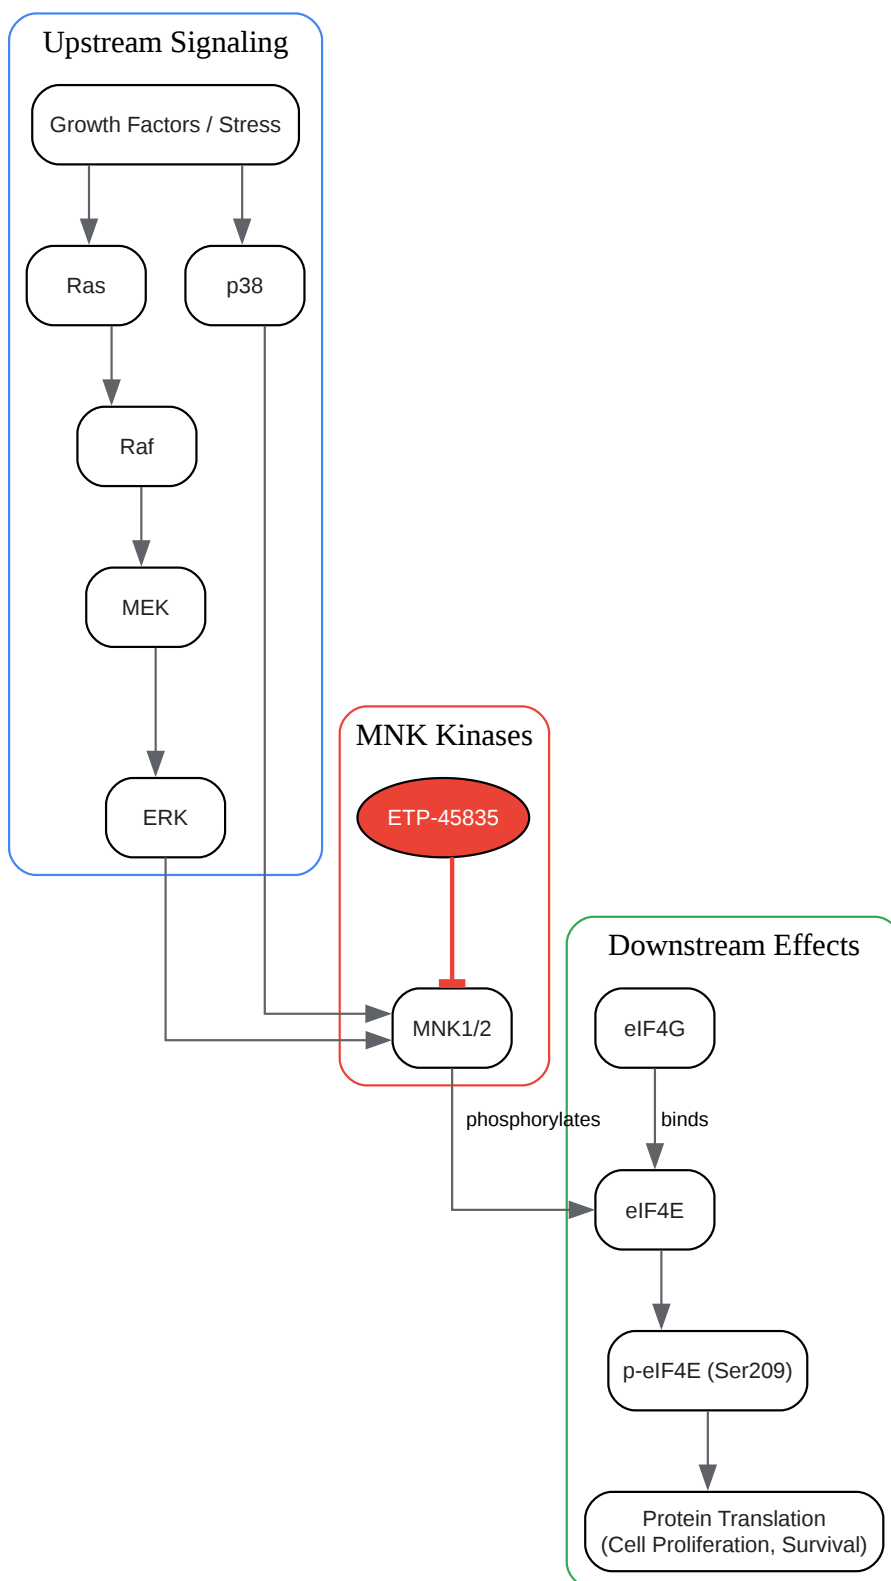 Upstream Signaling
Growth Factors / Stress
Ras
p38
Raf
MEK
ERK
MNK Kinases
ETP-45835
MNK1/2
phosphorylates
Downstream Effects
eIF4G
binds
eIF4E
p-eIF4E (Ser209)
Protein Translation
(Cell Proliferation, Survival)